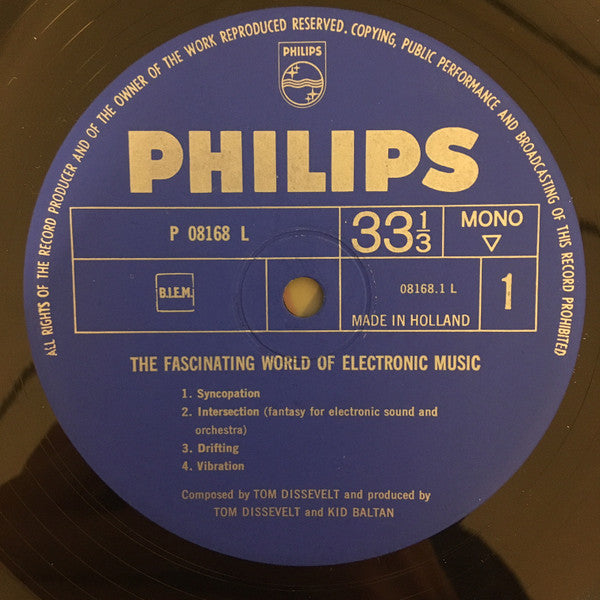 ALL RIGHTS OF THE RECORD PRODUCER AND OF THE OWNER OF THE WORK REPRODUCED RESERVED. COPYING, PUBLIC PERFORMANCE AND BROADCASTING OF THIS RECORD PROHIBITED
PHILIPS
PHILIPS
P 08168 L
33 1/3
MONO
B.I.E.M.
08168.1 L
1
MADE IN HOLLAND
THE FASCINATING WORLD OF ELECTRONIC MUSIC
1. Syncopation
2. Intersection (fantasy for electronic sound and
orchestra)
3. Drifting
4. Vibration
Composed by TOM DISSEVELT and produced by
TOM DISSEVELT and KID BALTAN